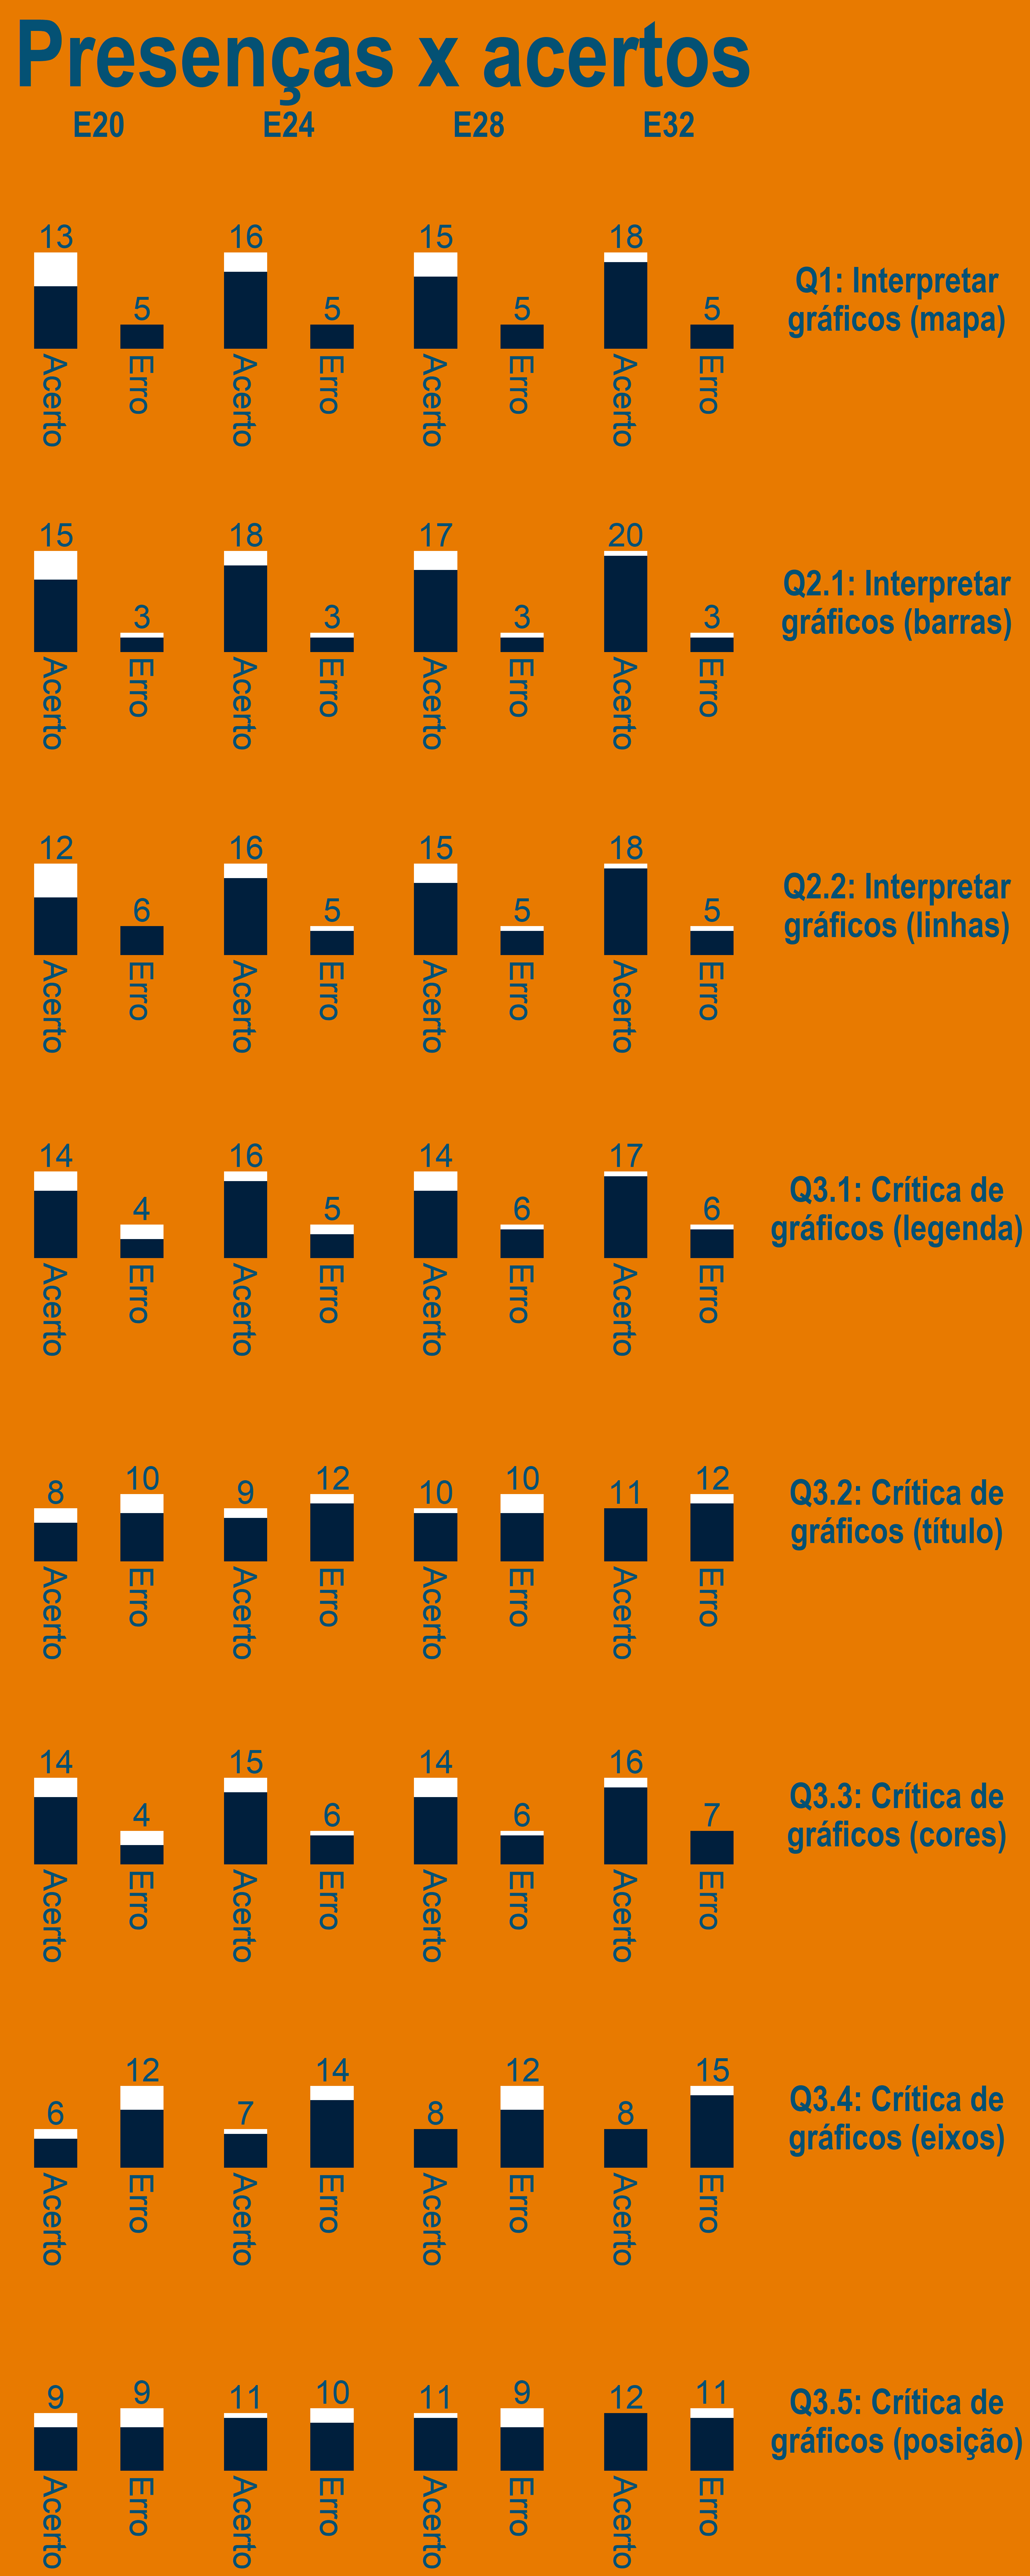 Presenças x acertos
E20 E24 E28 E32
13 5 16 5 15 5 18 5
Q1: Interpretar
gráficos (mapa)
Acerto Erro Acerto Erro Acerto Erro Acerto Erro
15 3 18 3 17 3 20 3
Q2.1: Interpretar
gráficos (barras)
Acerto Erro Acerto Erro Acerto Erro Acerto Erro
12 6 16 5 15 5 18 5
Q2.2: Interpretar
gráficos (linhas)
Acerto Erro Acerto Erro Acerto Erro Acerto Erro
14 4 16 5 14 6 17 6
Q3.1: Crítica de
gráficos (legenda)
Acerto Erro Acerto Erro Acerto Erro Acerto Erro
8 10 9 12 10 10 11 12
Q3.2: Crítica de
gráficos (título)
Acerto Erro Acerto Erro Acerto Erro Acerto Erro
14 4 15 6 14 6 16 7
Q3.3: Crítica de
gráficos (cores)
Acerto Erro Acerto Erro Acerto Erro Acerto Erro
6 12 7 14 8 12 8 15
Q3.4: Crítica de
gráficos (eixos)
Acerto Erro Acerto Erro Acerto Erro Acerto Erro
9 9 11 10 11 9 12 11
Q3.5: Crítica de
gráficos (posição)
Acerto Erro Acerto Erro Acerto Erro Acerto Erro